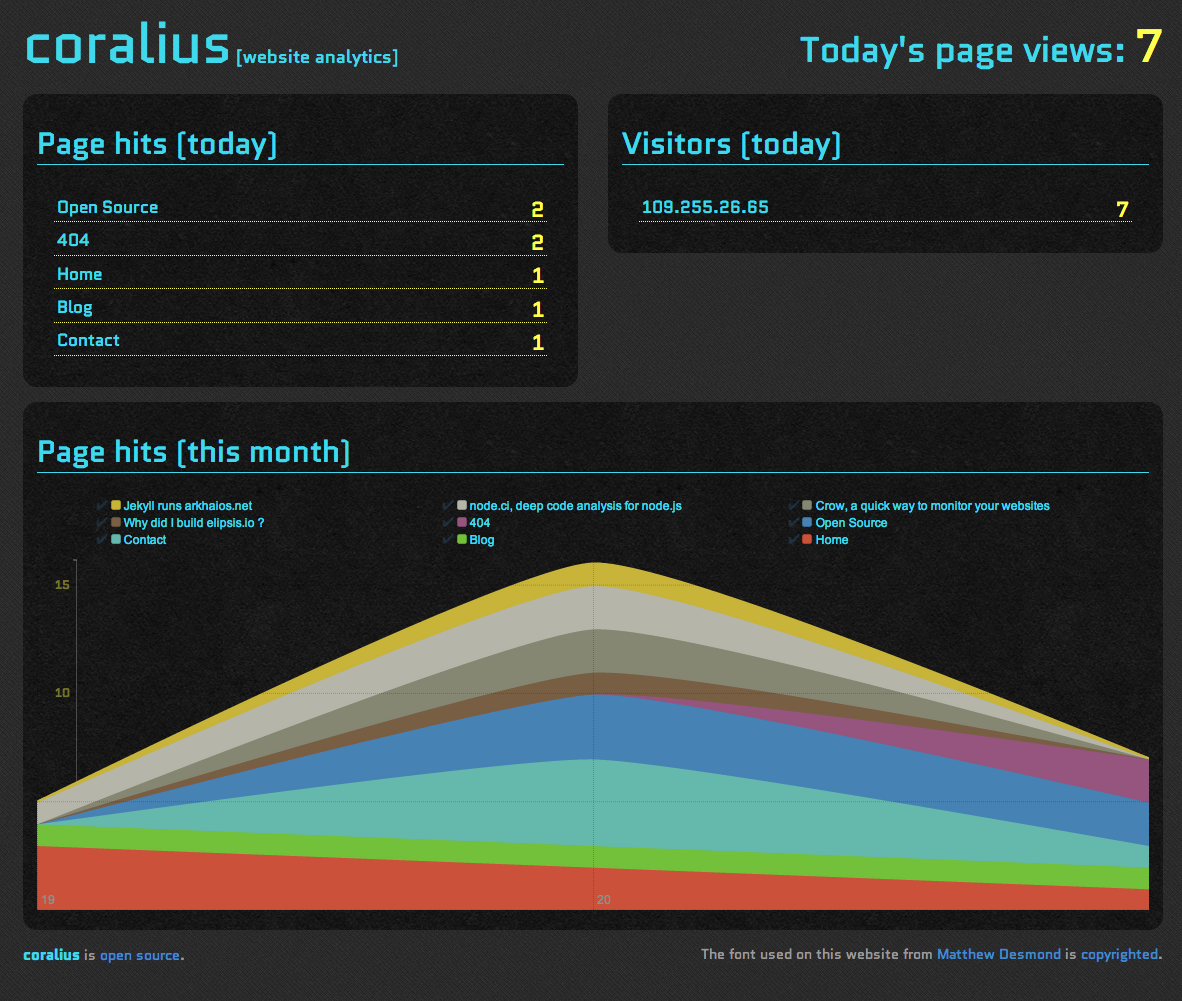 coralius [website analytics]
Today's page views: 7
Page hits [today]
Open Source 2
404 2
Home 1
Blog 1
Contact 1
Visitors [today]
109.255.26.65 7
Page hits [this month]
Jekyll runs arkhaios.net
node.ci, deep code analysis for node.js
Crow, a quick way to monitor your websites
Why did I build elipsis.io ?
404
Open Source
Contact
Blog
Home
15
10
19
20
coralius is open source.
The font used on this website from Matthew Desmond is copyrighted.